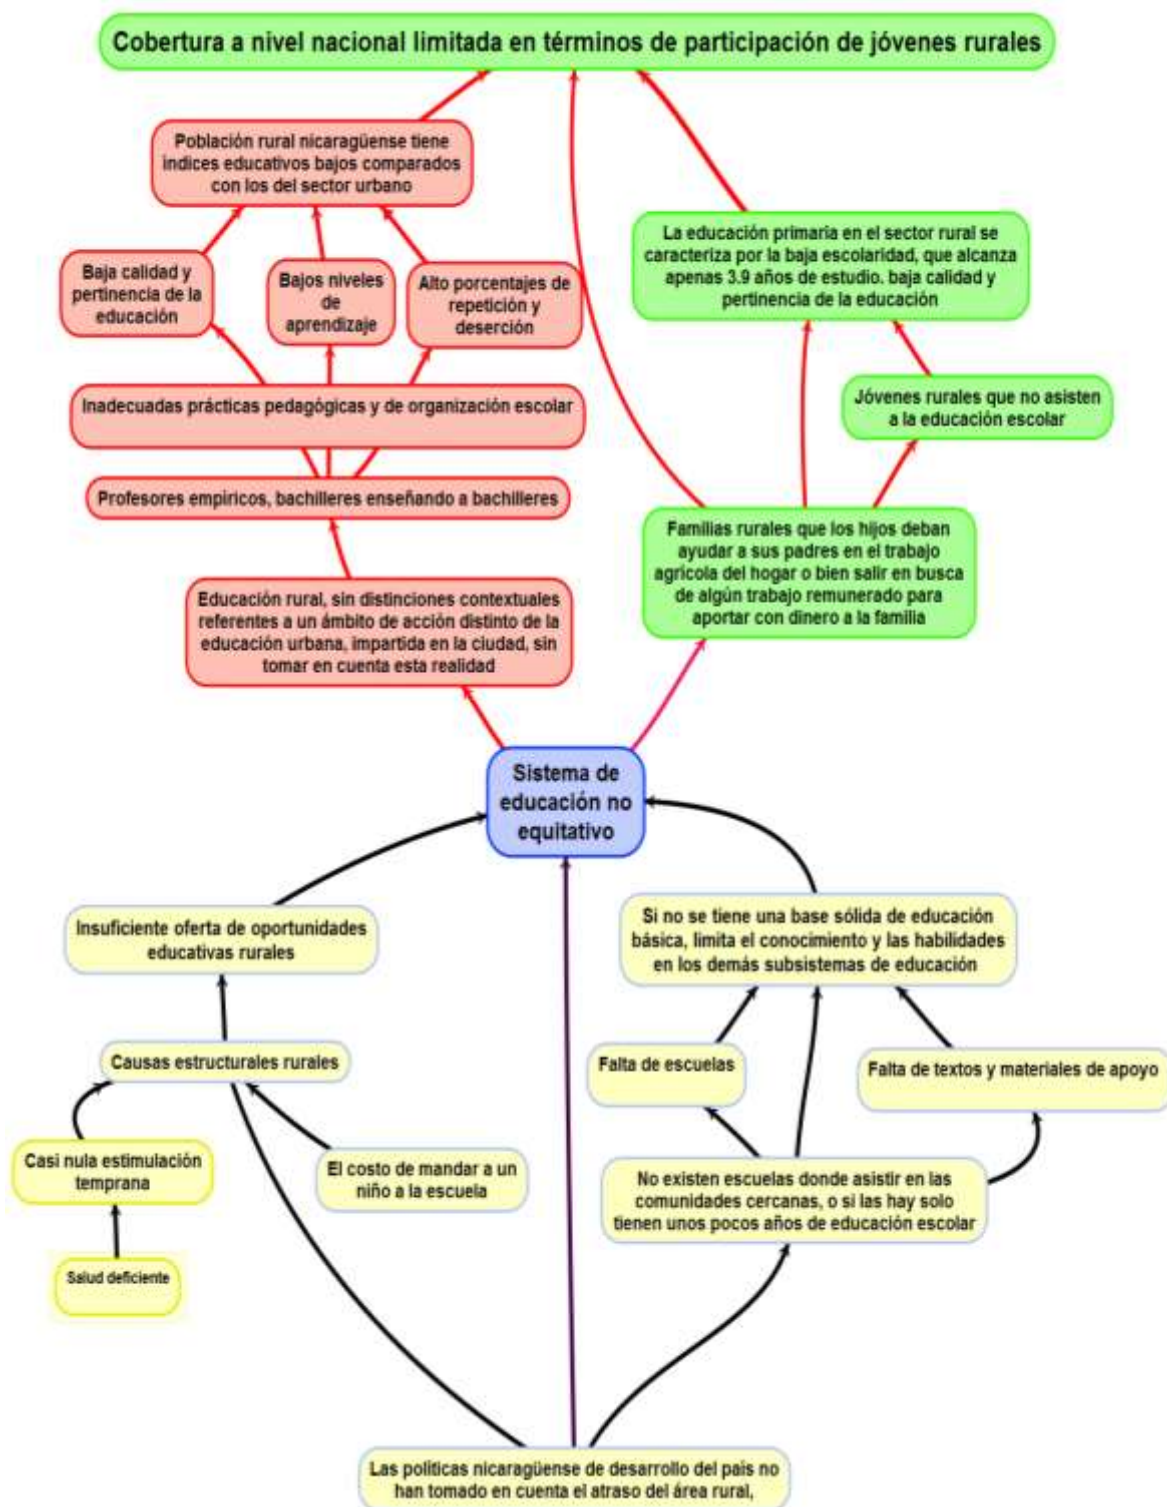 Cobertura a nivel nacional limitada en términos de participación de jóvenes rurales
Población rural nicaragüense tiene
índices educativos bajos comparados
con los del sector urbano
La educación primaria en el sector rural se
caracteriza por la baja escolaridad, que alcanza
apenas 3.9 años de estudio. baja calidad y
pertinencia de la educación
Baja calidad y
pertinencia de la
educación
Bajos niveles
de
aprendizaje
Alto porcentajes de
repetición y
deserción
Jóvenes rurales que no asisten
a la educación escolar
Inadecuadas prácticas pedagógicas y de organización escolar
Profesores empíricos, bachilleres enseñando a bachilleres
Familias rurales que los hijos deban
ayudar a sus padres en el trabajo
agrícola del hogar o bien salir en busca
de algún trabajo remunerado para
aportar con dinero a la familia
Educación rural, sin distinciones contextuales
referentes a un ámbito de acción distinto de la
educación urbana, impartida en la ciudad, sin
tomar en cuenta esta realidad
Sistema de
educación no
equitativo
Insuficiente oferta de oportunidades
educativas rurales
Si no se tiene una base sólida de educación
básica, limita el conocimiento y las habilidades
en los demás subsistemas de educación
Causas estructurales rurales
Falta de escuelas
Falta de textos y materiales de apoyo
Casi nula estimulación
temprana
El costo de mandar a un
niño a la escuela
No existen escuelas donde asistir en las
comunidades cercanas, o si las hay solo
tienen unos pocos años de educación escolar
Salud deficiente
Las políticas nicaragüense de desarrollo del país no
han tomado en cuenta el atraso del área rural,